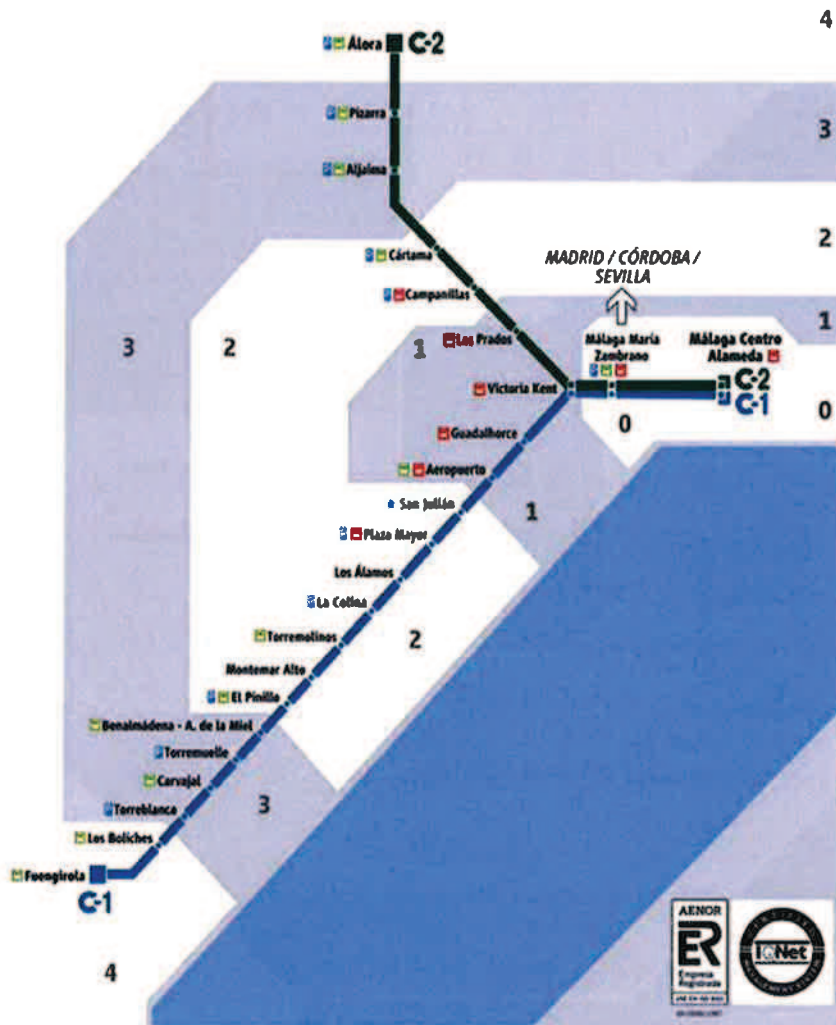 4
Álora C-2
Pizarra
3
Aljaima
2
Cártama
MADRID / CÓRDOBA /
SEVILLA
Campanillas
1
3
2
1
Los Prados
Málaga María
Zambrano
Málaga Centro
Alameda
Victoria Kent
C-2
C-1
0
0
Guadalhorce
Aeropuerto
San Julián
1
Plaza Mayor
Los Álamos
La Colina
Torremolinos
2
Montemar Alto
El Pinillo
Benalmádena - A. de la Miel
Torremuelle
Carvajal
Torreblanca
3
Los Boliches
Fuengirola
C-1
4
AENOR
ER
Empresa
Registrada
IQNet